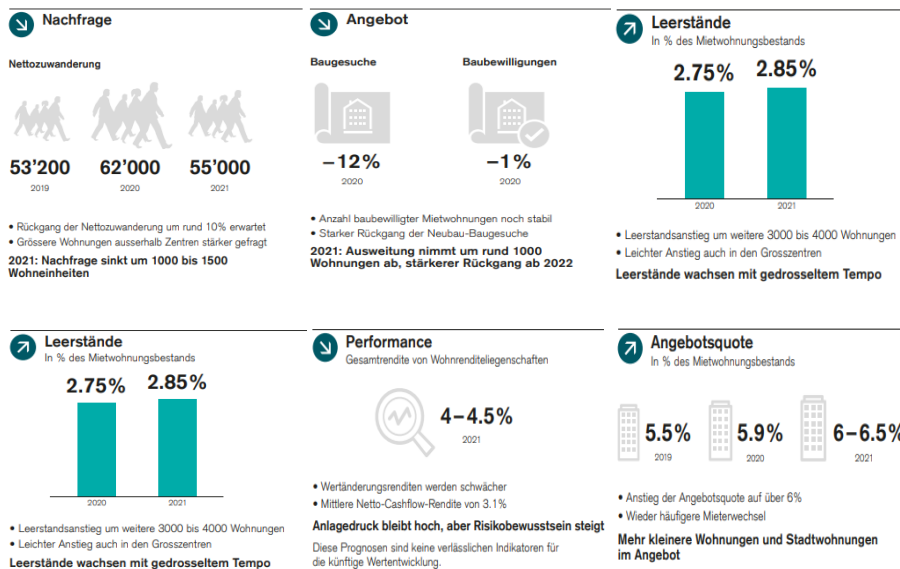 Nachfrage
Nettozuwanderung
53’200
2019
62’000
2020
55’000
2021
• Rückgang der Nettozuwanderung um rund 10% erwartet
• Grössere Wohnungen ausserhalb Zentren stärker gefragt
2021: Nachfrage sinkt um 1000 bis 1500
Wohneinheiten
Angebot
Baugesuche
–12%
2020
Baubewilligungen
–1%
2020
• Anzahl baubewilligter Mietwohnungen noch stabil
• Starker Rückgang der Neubau-Baugesuche
2021: Ausweitung nimmt um rund 1000
Wohnungen ab, stärkerer Rückgang ab 2022
Leerstände
In % des Mietwohnungsbestands
2.75%
2020
2.85%
2021
• Leerstandsanstieg um weitere 3000 bis 4000 Wohnungen
• Leichter Anstieg auch in den Grosszentren
Leerstände wachsen mit gedrosseltem Tempo
Leerstände
In % des Mietwohnungsbestands
2.75%
2020
2.85%
2021
• Leerstandsanstieg um weitere 3000 bis 4000 Wohnungen
• Leichter Anstieg auch in den Grosszentren
Leerstände wachsen mit gedrosseltem Tempo
Performance
Gesamtrendite von Wohnrenditeliegenschaften
4–4.5%
2021
• Wertänderungsrenditen werden schwächer
• Mittlere Netto-Cashflow-Rendite von 3.1%
Anlagedruck bleibt hoch, aber Risikobewusstsein steigt
Diese Prognosen sind keine verlässlichen Indikatoren für
die künftige Wertentwicklung.
Angebotsquote
In % des Mietwohnungsbestands
5.5%
2019
5.9%
2020
6–6.5%
2021
• Anstieg der Angebotsquote auf über 6%
• Wieder häufigere Mieterwechsel
Mehr kleinere Wohnungen und Stadtwohnungen
im Angebot